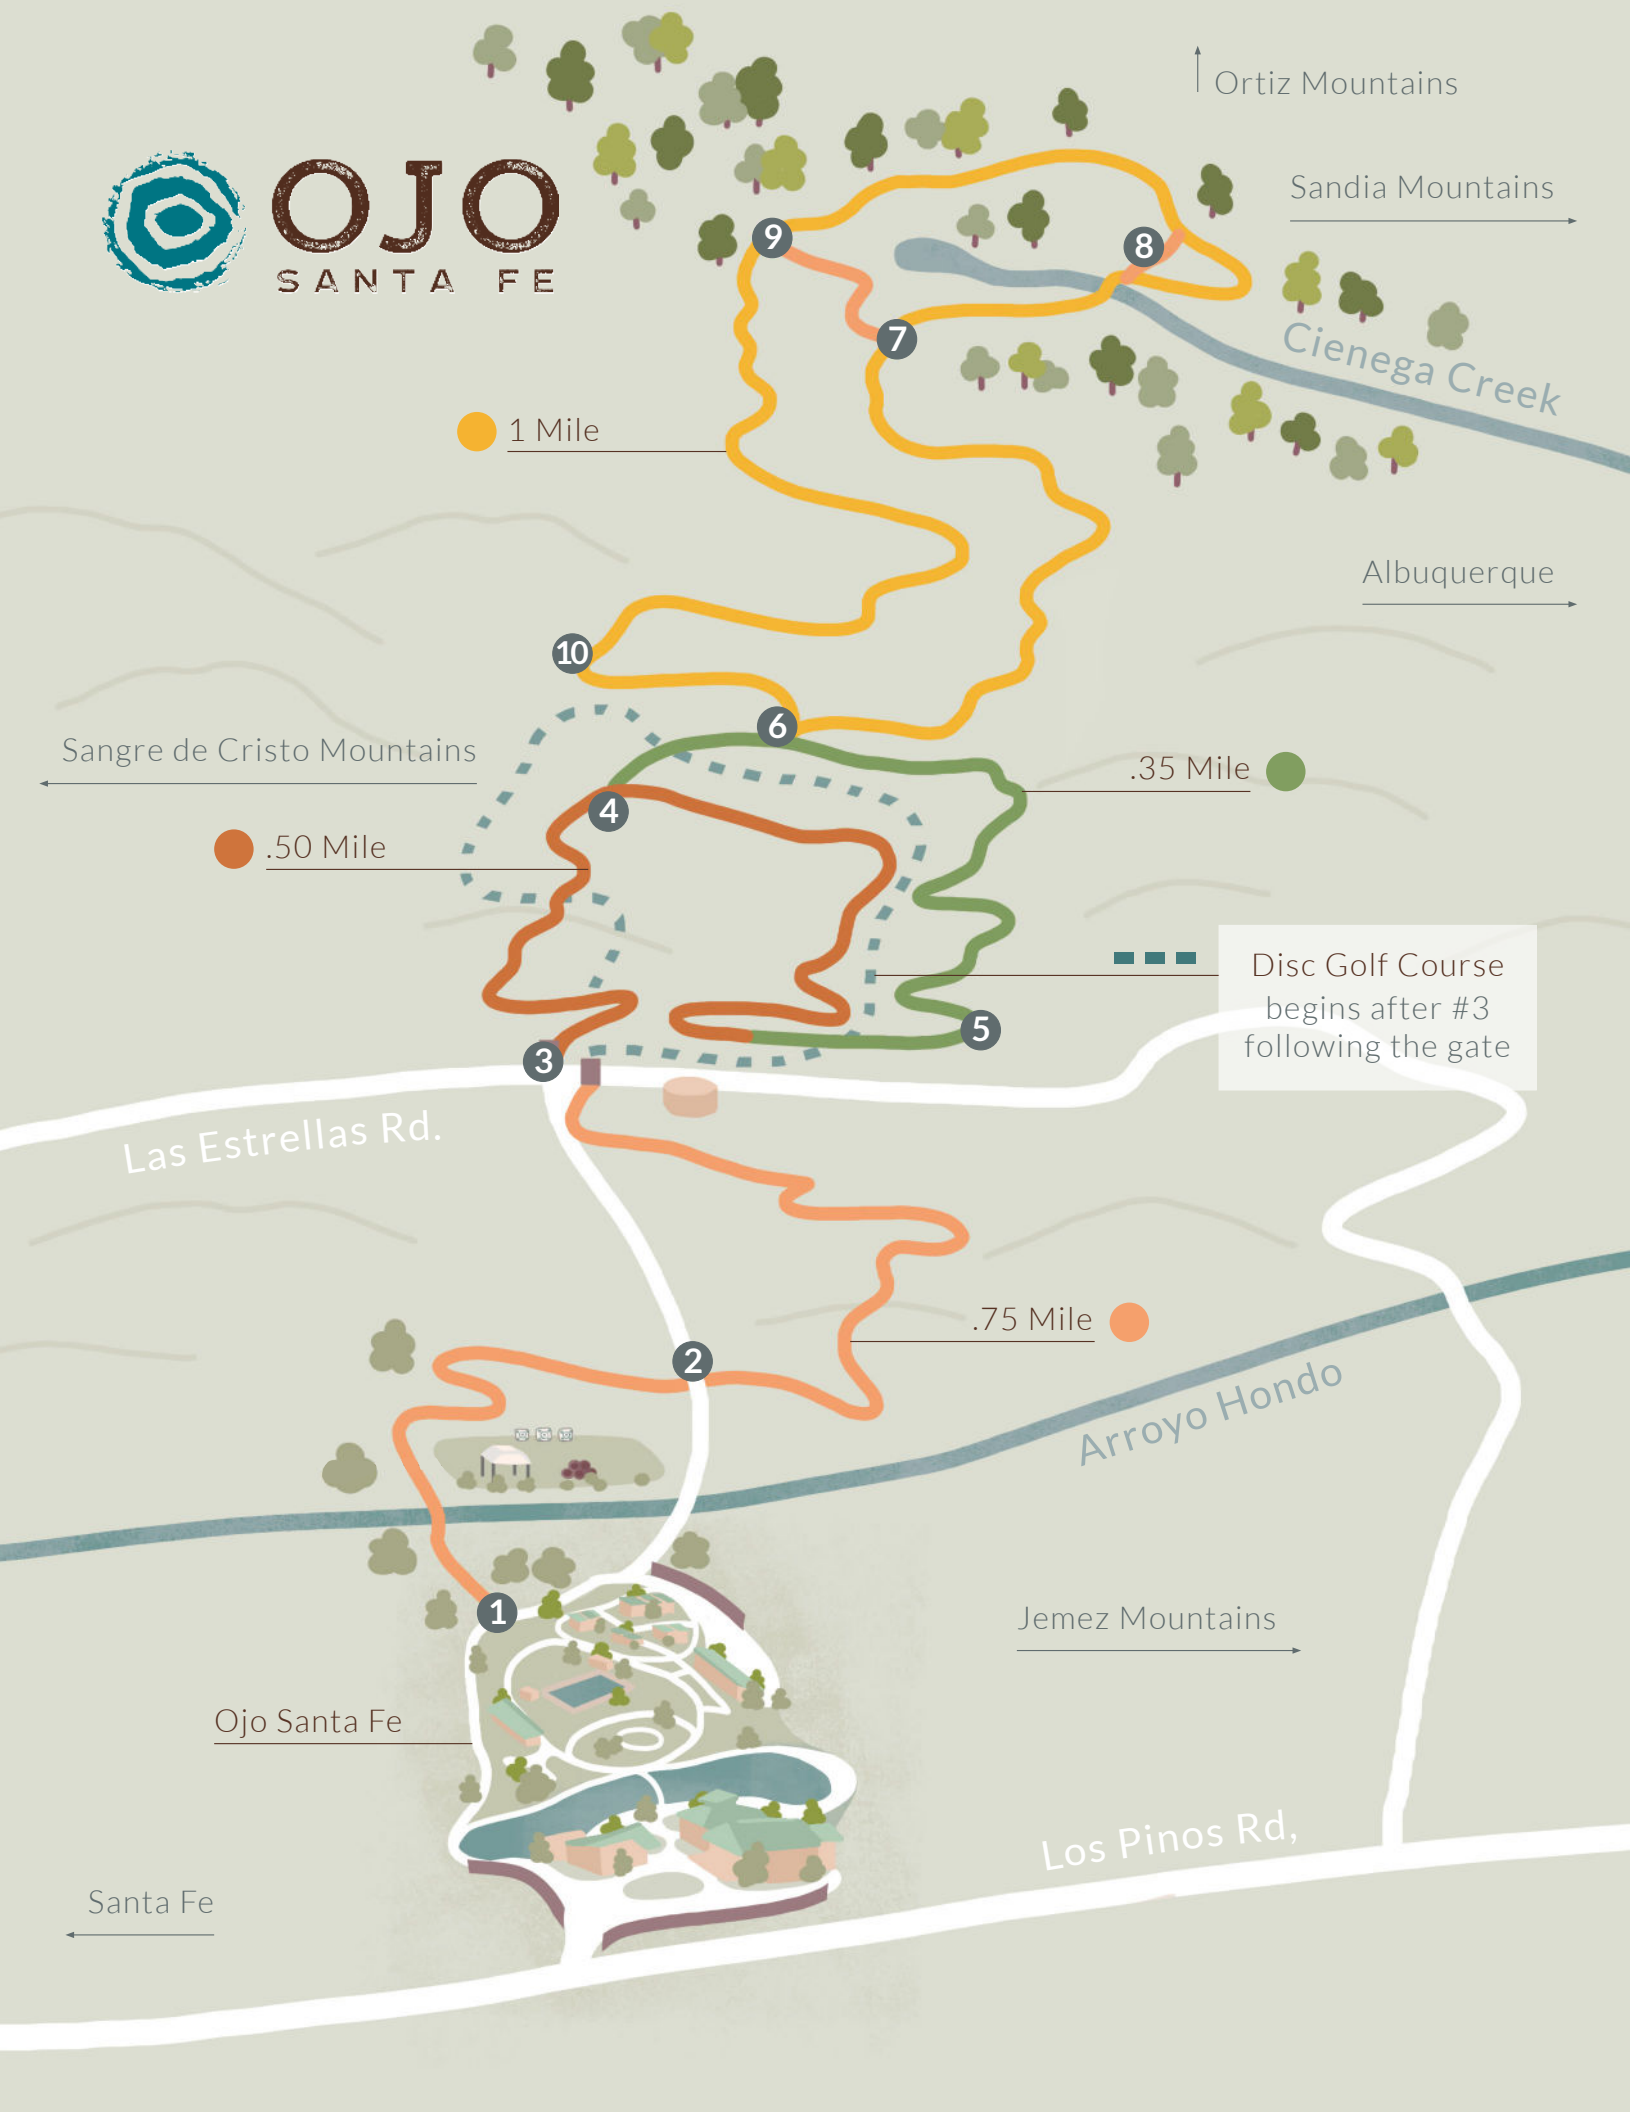 Ortiz Mountains
OJO
SANTA FE
Sandia Mountains
9
8
7
Cienega Creek
1 Mile
Albuquerque
10
6
Sangre de Cristo Mountains
.35 Mile
4
.50 Mile
Disc Golf Course
begins after #3
following the gate
5
3
Las Estrellas Rd.
.75 Mile
2
Arroyo Hondo
1
Jemez Mountains
Ojo Santa Fe
Los Pinos Rd,
Santa Fe